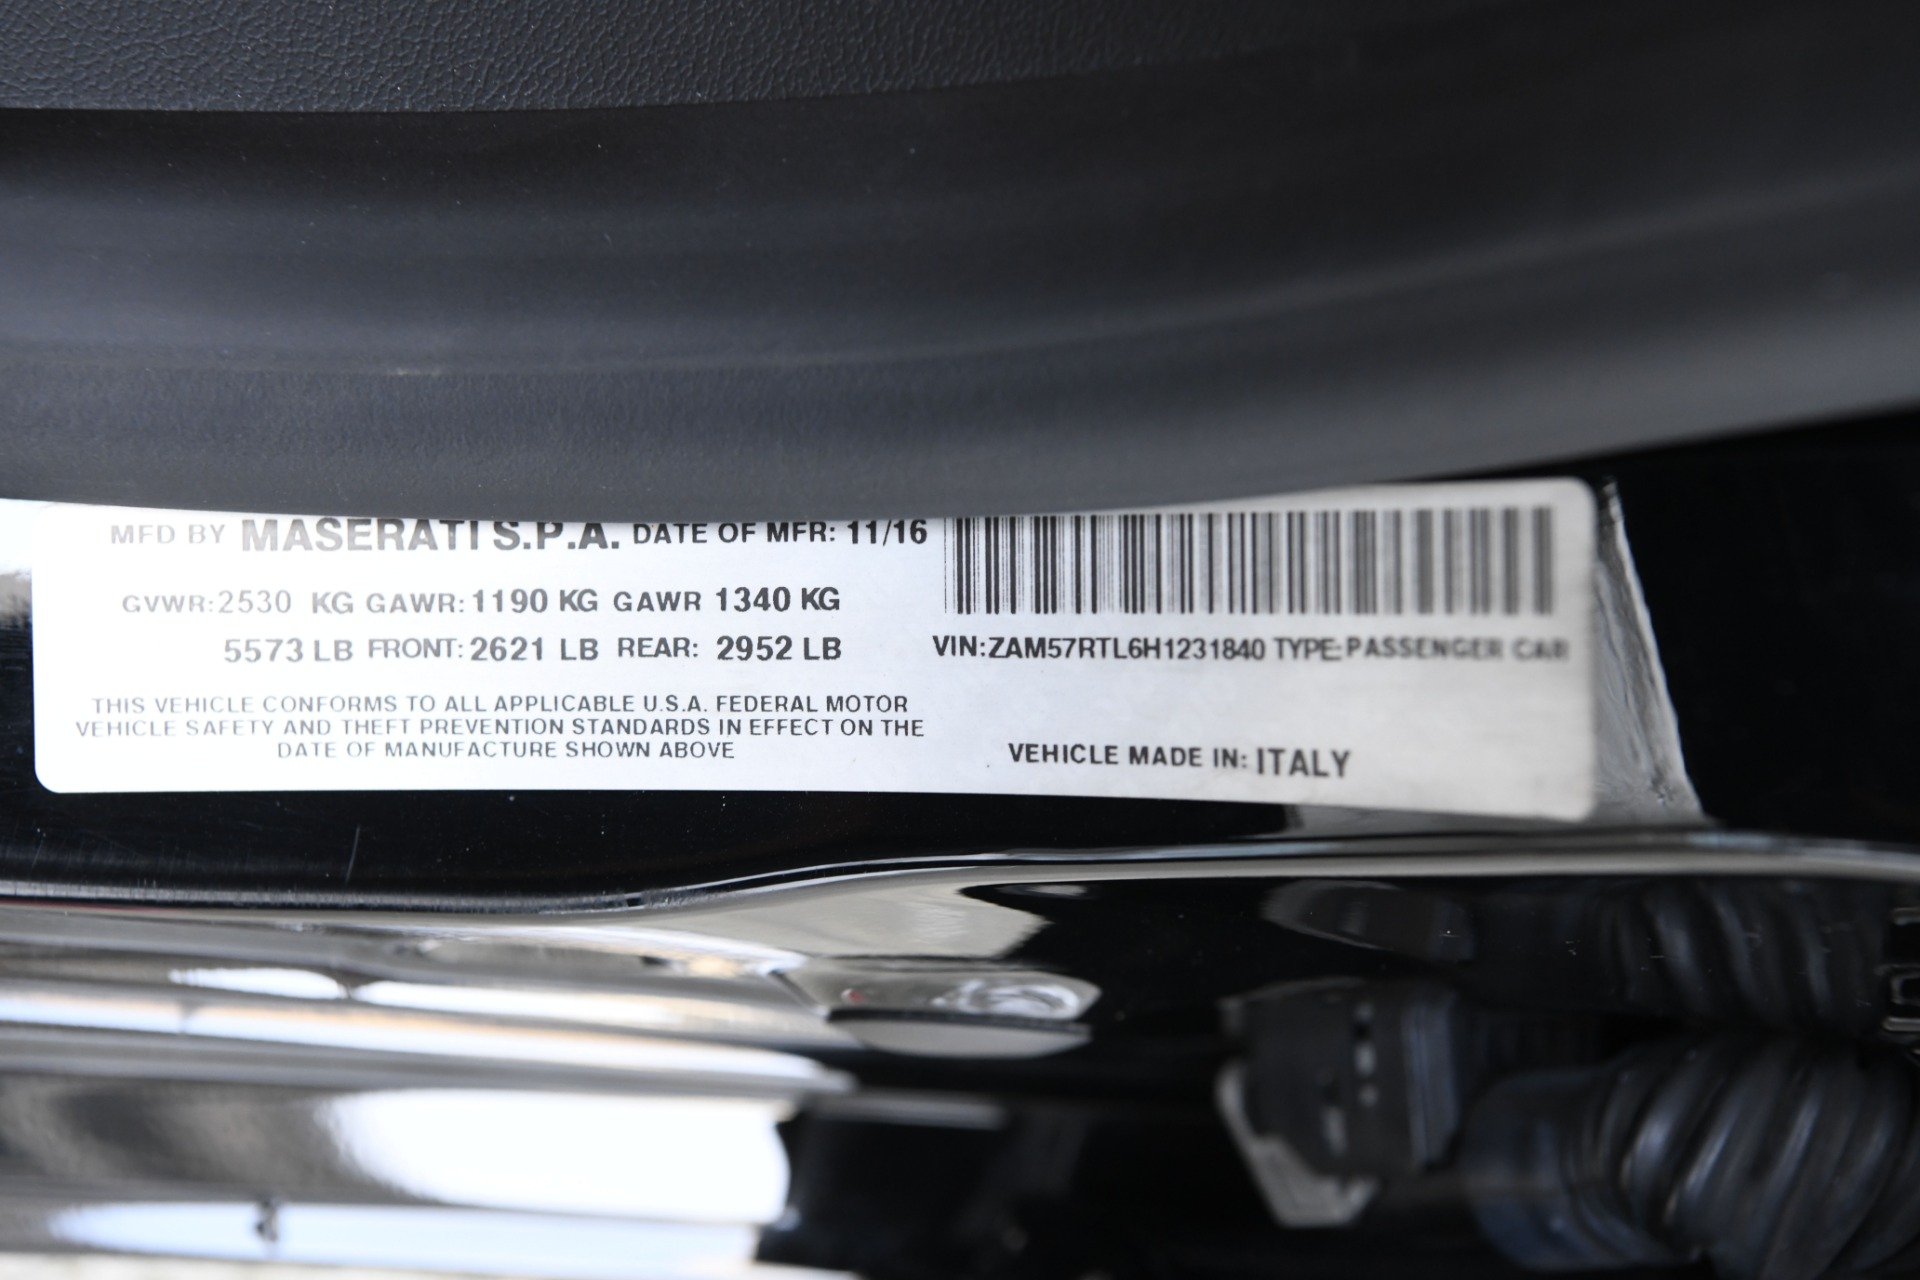 MFD BY MASERATI S.P.A. DATE OF MFR: 11/16
GVWR:2530 KG GAWR:1190 KG GAWR 1340 KG
5573 LB FRONT: 2621 LB REAR: 2952 LB
VIN:ZAM57RTL6H1231840 TYPE:PASSENGER CAR
THIS VEHICLE CONFORMS TO ALL APPLICABLE U.S.A. FEDERAL MOTOR
VEHICLE SAFETY AND THEFT PREVENTION STANDARDS IN EFFECT ON THE
DATE OF MANUFACTURE SHOWN ABOVE
VEHICLE MADE IN: ITALY